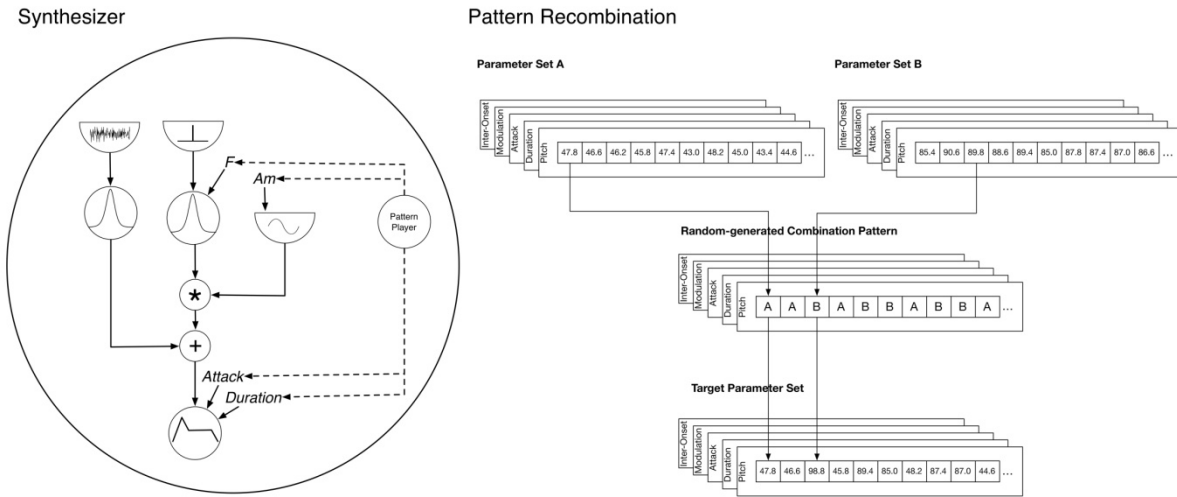 Synthesizer
F
Am
Pattern
Player
Attack
Duration
Pattern Recombination
Parameter Set A
Inter-Onset
Modulation
Attack
Duration
Pitch
47.8 46.6 46.2 45.8 47.4 43.0 48.2 45.0 43.4 44.6 ...
Parameter Set B
Inter-Onset
Modulation
Attack
Duration
Pitch
85.4 90.6 89.8 88.6 89.4 85.0 87.8 87.4 87.0 86.6 ...
Random-generated Combination Pattern
Inter-Onset
Modulation
Attack
Duration
Pitch
A A B A B B A B B A ...
Target Parameter Set
Inter-Onset
Modulation
Attack
Duration
Pitch
47.8 46.6 98.8 45.8 89.4 85.0 48.2 87.4 87.0 44.6 ...